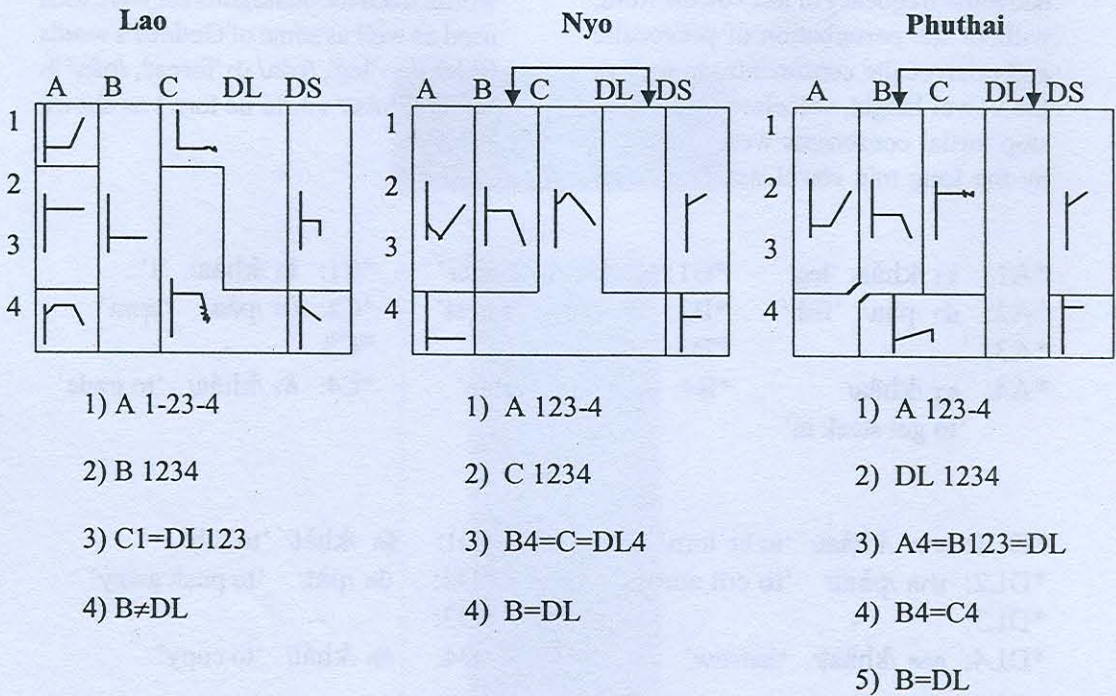 Lao Nyo Phuthai
A B C DL DS A B C DL DS A B C DL DS
1 1 1
2 2 2
3 3 3
4 4 4
1) A 1-23-4 1) A 123-4 1) A 123-4
2) B 1234 2) C 1234 2) DL 1234
3) C1=DL123 3) B4=C=DL4 3) A4=B123=DL
4) B≠DL 4) B=DL 4) B4=C4
5) B=DL